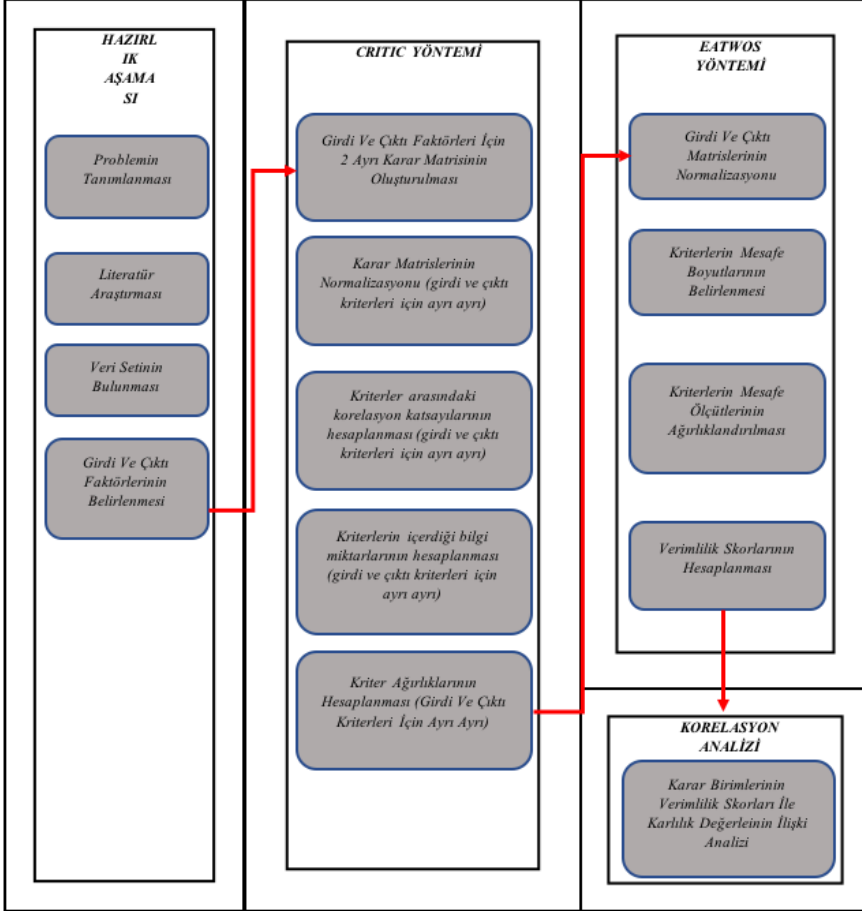 HAZIRL
IK
AŞAMA
SI
Problemin
Tanımlanması
Literatür
Araştırması
Veri Setinin
Bulunması
Girdi Ve Çıktı
Faktörlerinin
Belirlenmesi
CRITIC YÖNTEMİ
Girdi Ve Çıktı Faktörleri İçin
2 Ayrı Karar Matrisinin
Oluşturulması
Karar Matrislerinin
Normalizasyonu (girdi ve çıktı
kriterleri için ayrı ayrı)
Kriterler arasındaki
korelasyon katsayılarının
hesaplanması (girdi ve çıktı
kriterleri için ayrı ayrı)
Kriterlerin içerdiği bilgi
miktarlarının hesaplanması
(girdi ve çıktı kriterleri için
ayrı ayrı)
Kriter Ağırlıklarının
Hesaplanması (Girdi Ve Çıktı
Kriterleri İçin Ayrı Ayrı)
EATWOS
YÖNTEMİ
Girdi Ve Çıktı
Matrislerinin
Normalizasyonu
Kriterlerin Mesafe
Boyutlarının
Belirlenmesi
Kriterlerin Mesafe
Ölçütlerinin
Ağırlıklandırılması
Verimlilik Skorlarının
Hesaplanması
KORELASYON
ANALİZİ
Karar Birimlerinin
Verimlilik Skorları İle
Karlılık Değerleinin İlişki
Analizi